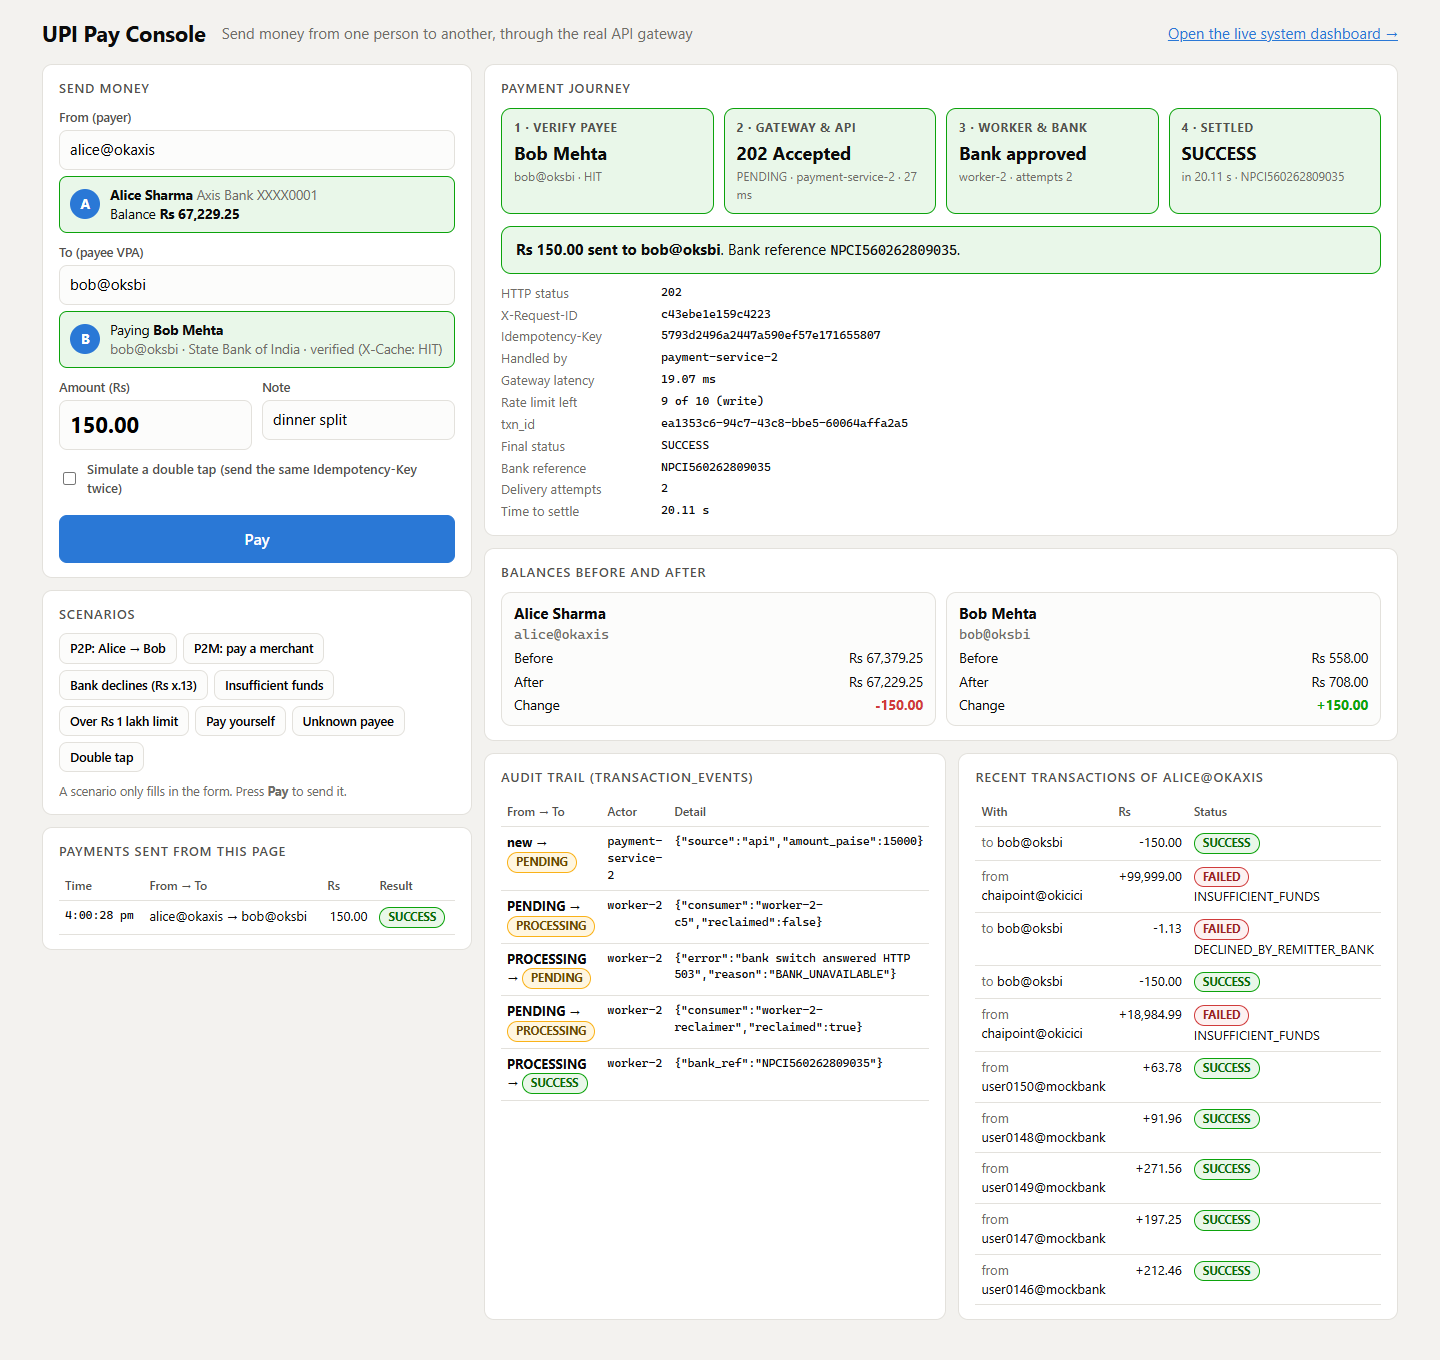 UPI Pay Console Send money from one person to another, through the real API gateway
Open the live system dashboard →
SEND MONEY
From (payer)
alice@okaxis
A
Alice Sharma Axis Bank XXXX0001
Balance Rs 67,229.25
To (payee VPA)
bob@oksbi
B
Paying Bob Mehta
bob@oksbi · State Bank of India · verified (X-Cache: HIT)
Amount (Rs) Note
150.00 dinner split
Simulate a double tap (send the same Idempotency-Key
twice)
Pay
SCENARIOS
P2P: Alice → Bob P2M: pay a merchant
Bank declines (Rs x.13) Insufficient funds
Over Rs 1 lakh limit Pay yourself Unknown payee
Double tap
A scenario only fills in the form. Press Pay to send it.
PAYMENTS SENT FROM THIS PAGE
Time From → To Rs Result
4:00:28 pm alice@okaxis → bob@oksbi 150.00 SUCCESS
PAYMENT JOURNEY
1 · VERIFY PAYEE
Bob Mehta
bob@oksbi · HIT
2 · GATEWAY & API
202 Accepted
PENDING · payment-service-2 · 27
ms
3 · WORKER & BANK
Bank approved
worker-2 · attempts 2
4 · SETTLED
SUCCESS
in 20.11 s · NPCI560262809035
Rs 150.00 sent to bob@oksbi. Bank reference NPCI560262809035.
HTTP status 202
X-Request-ID c43ebe1e159c4223
Idempotency-Key 5793d2496a2447a590ef57e171655807
Handled by payment-service-2
Gateway latency 19.07 ms
Rate limit left 9 of 10 (write)
txn_id ea1353c6-94c7-43c8-bbe5-60064affa2a5
Final status SUCCESS
Bank reference NPCI560262809035
Delivery attempts 2
Time to settle 20.11 s
BALANCES BEFORE AND AFTER
Alice Sharma
alice@okaxis
Before Rs 67,379.25
After Rs 67,229.25
Change -150.00
Bob Mehta
bob@oksbi
Before Rs 558.00
After Rs 708.00
Change +150.00
AUDIT TRAIL (TRANSACTION_EVENTS)
From → To Actor Detail
new → payment- {"source":"api","amount_paise":15000}
PENDING service-
2
PENDING → worker-2 {"consumer":"worker-2-
PROCESSING c5","reclaimed":false}
PROCESSING worker-2 {"error":"bank switch answered HTTP
→ PENDING 503","reason":"BANK_UNAVAILABLE"}
PENDING → worker-2 {"consumer":"worker-2-
PROCESSING reclaimer","reclaimed":true}
PROCESSING worker-2 {"bank_ref":"NPCI560262809035"}
→ SUCCESS
RECENT TRANSACTIONS OF ALICE@OKAXIS
With Rs Status
to bob@oksbi -150.00 SUCCESS
from +99,999.00 FAILED
chaipoint@okicici INSUFFICIENT_FUNDS
to bob@oksbi -1.13 FAILED
DECLINED_BY_REMITTER_BANK
to bob@oksbi -150.00 SUCCESS
from +18,984.99 FAILED
chaipoint@okicici INSUFFICIENT_FUNDS
from +63.78 SUCCESS
user0150@mockbank
from +91.96 SUCCESS
user0148@mockbank
from +271.56 SUCCESS
user0149@mockbank
from +197.25 SUCCESS
user0147@mockbank
from +212.46 SUCCESS
user0146@mockbank